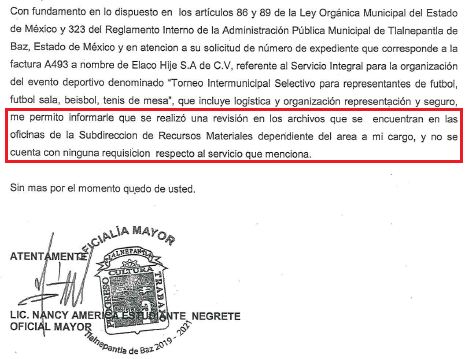 Con fundamento en lo dispuesto en los artículos 86 y 89 de la Ley Orgánica Municipal del Estado
de México y 323 del Reglamento Interno de la Administración Pública Municipal de Tlalnepantla de
Baz, Estado de México y en atencion a su solicitud de número de expediente que corresponde a la
factura A493 a nombre de Elaco Hije S.A de C.V, referente al Servicio Integral para la organización
del evento deportivo denominado "Torneo Intermunicipal Selectivo para representantes de futbol,
futbol sala, beisbol, tenis de mesa", que incluye logistica y organización representación y seguro,
me permito informarle que se realizó una revisión en los archivos que se encuentran en las
oficinas de la Subdireccion de Recursos Materiales dependiente del area a mi cargo, y no se
cuenta con ninguna requisicion respecto al servicio que menciona.
Sin mas por el momento quedo de usted.
OFICIALÍA MAYOR
ATENTAMENTE
TLALNEPANTLA
CULTURA
PROGRESO
TRABAJO
LIC. NANCY AMERICA ESTUDIANTE NEGRETE
OFICIAL MAYOR
Tlalnepantla de Baz 2019 - 2021